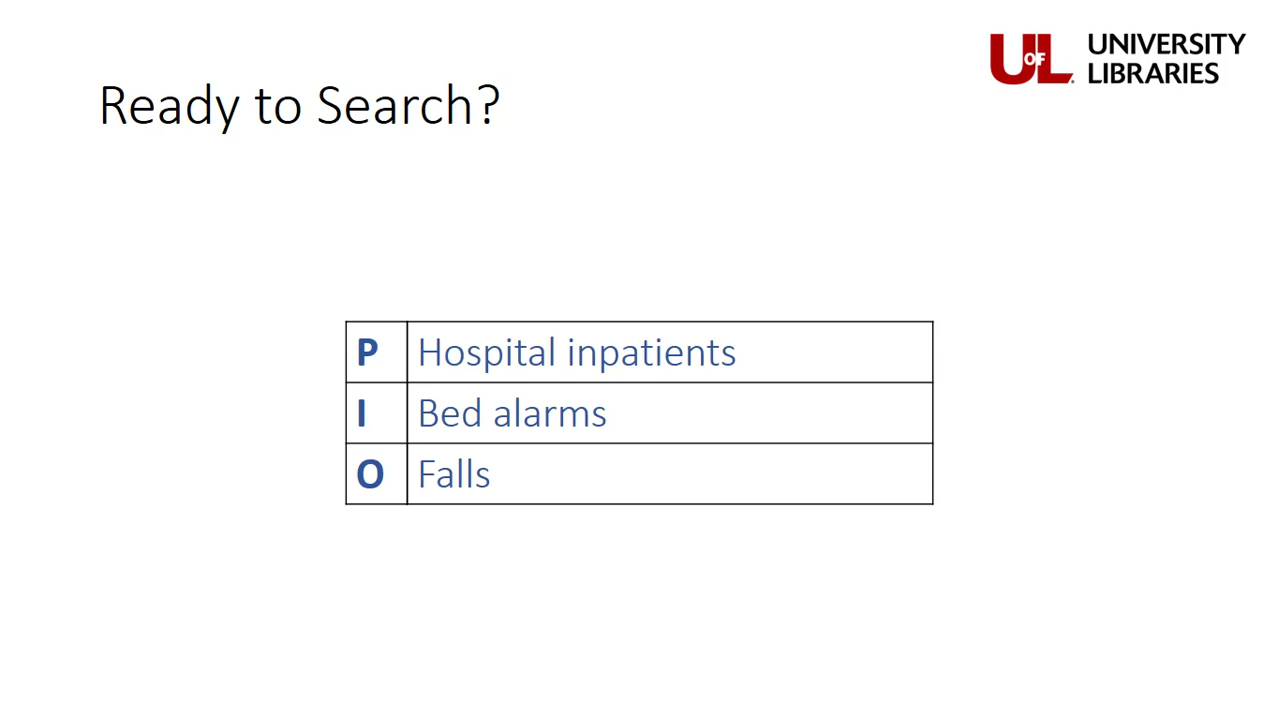 UNIVERSITY
UOFL. LIBRARIES
Ready to Search?
P Hospital inpatients
I Bed alarms
O Falls